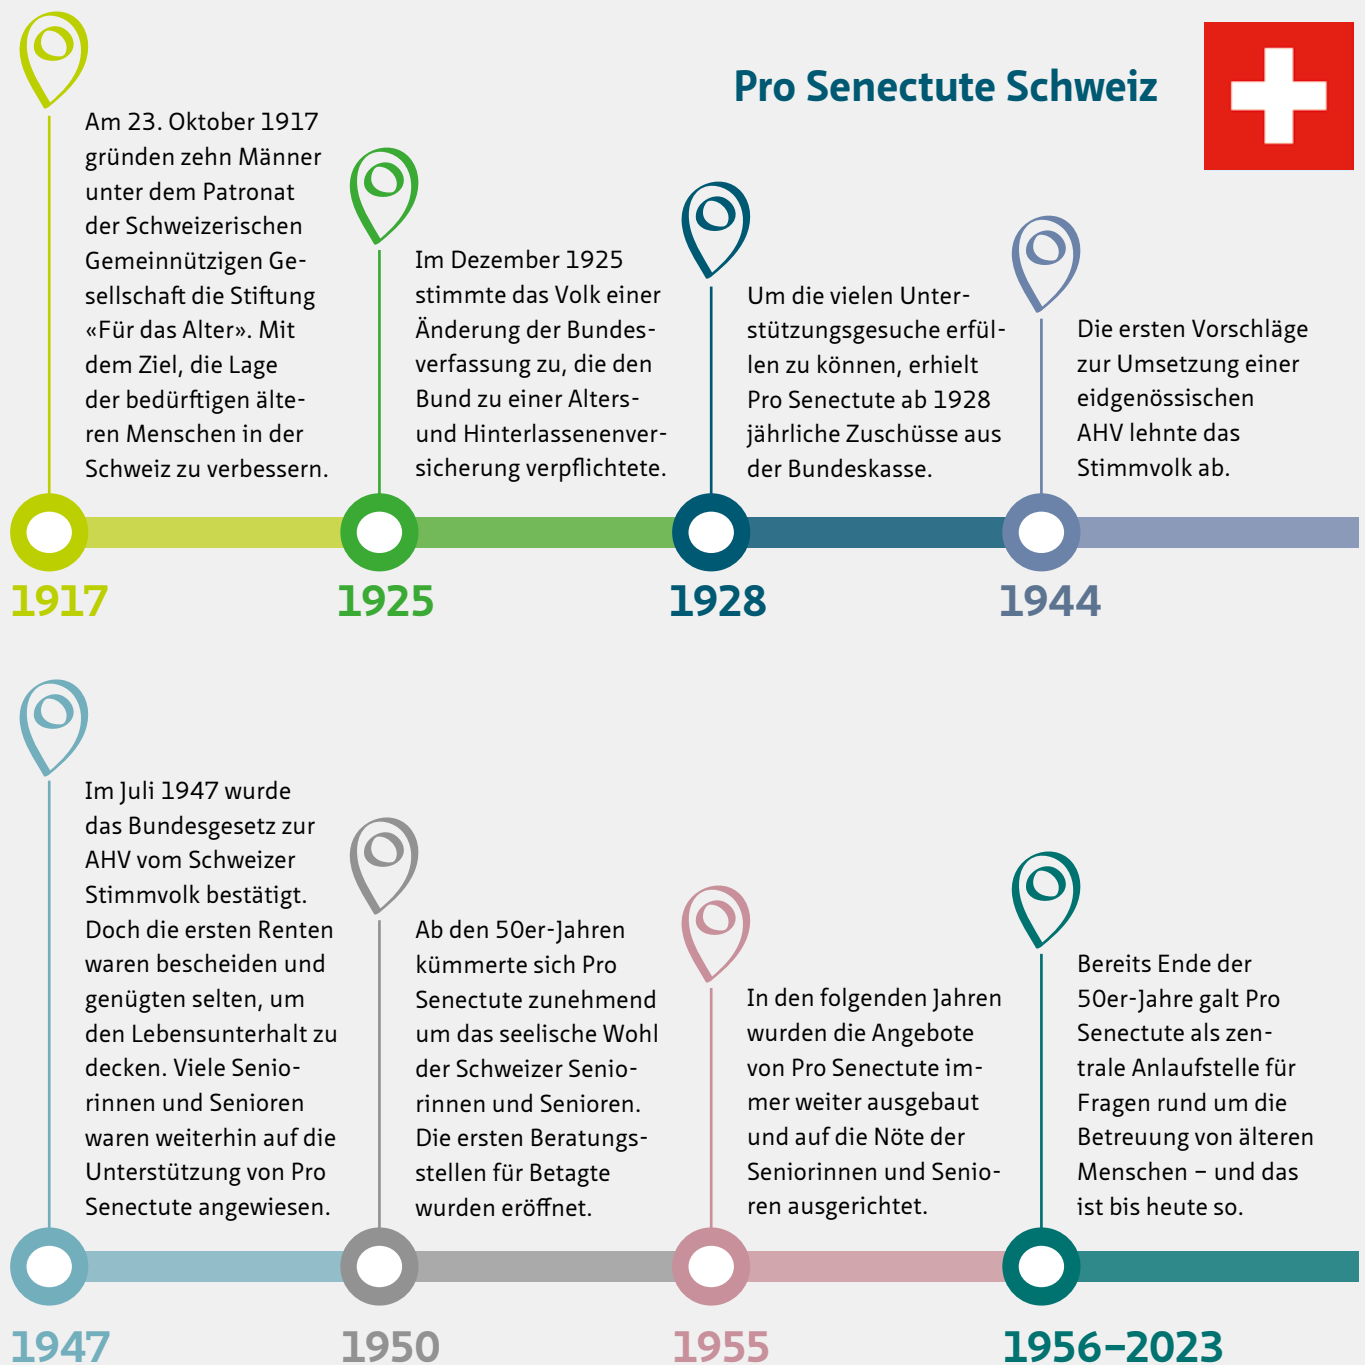 Pro Senectute Schweiz
Am 23. Oktober 1917
gründen zehn Männer
unter dem Patronat
der Schweizerischen
Gemeinnützigen Ge-
sellschaft die Stiftung
«Für das Alter». Mit
dem Ziel, die Lage
der bedürftigen älte-
ren Menschen in der
Schweiz zu verbessern.
1917
Im Dezember 1925
stimmte das Volk einer
Änderung der Bundes-
verfassung zu, die den
Bund zu einer Alters-
und Hinterlassenenver-
sicherung verpflichtete.
1925
Um die vielen Unter-
stützungsgesuche erfül-
len zu können, erhielt
Pro Senectute ab 1928
jährliche Zuschüsse aus
der Bundeskasse.
1928
Die ersten Vorschläge
zur Umsetzung einer
eidgenössischen
AHV lehnte das
Stimmvolk ab.
1944
Im Juli 1947 wurde
das Bundesgesetz zur
AHV vom Schweizer
Stimmvolk bestätigt.
Doch die ersten Renten
waren bescheiden und
genügten selten, um
den Lebensunterhalt zu
decken. Viele Senio-
rinnen und Senioren
waren weiterhin auf die
Unterstützung von Pro
Senectute angewiesen.
1947
Ab den 50er-Jahren
kümmerte sich Pro
Senectute zunehmend
um das seelische Wohl
der Schweizer Senio-
rinnen und Senioren.
Die ersten Beratungs-
stellen für Betagte
wurden eröffnet.
1950
In den folgenden Jahren
wurden die Angebote
von Pro Senectute im-
mer weiter ausgebaut
und auf die Nöte der
Seniorinnen und Senio-
ren ausgerichtet.
1955
Bereits Ende der
50er-Jahre galt Pro
Senectute als zen-
trale Anlaufstelle für
Fragen rund um die
Betreuung von älteren
Menschen – und das
ist bis heute so.
1956–2023